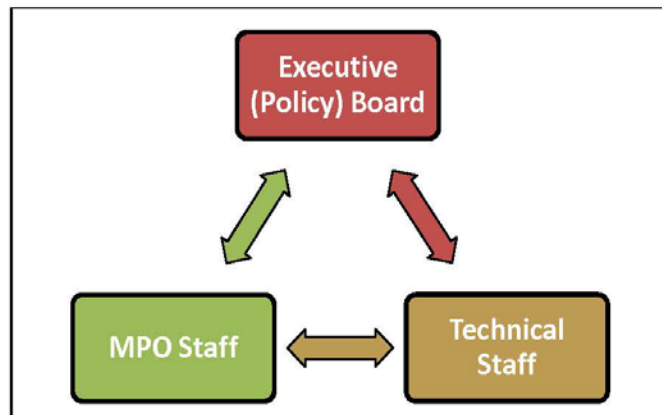 Executive
(Policy) Board
MPO Staff
Technical
Staff